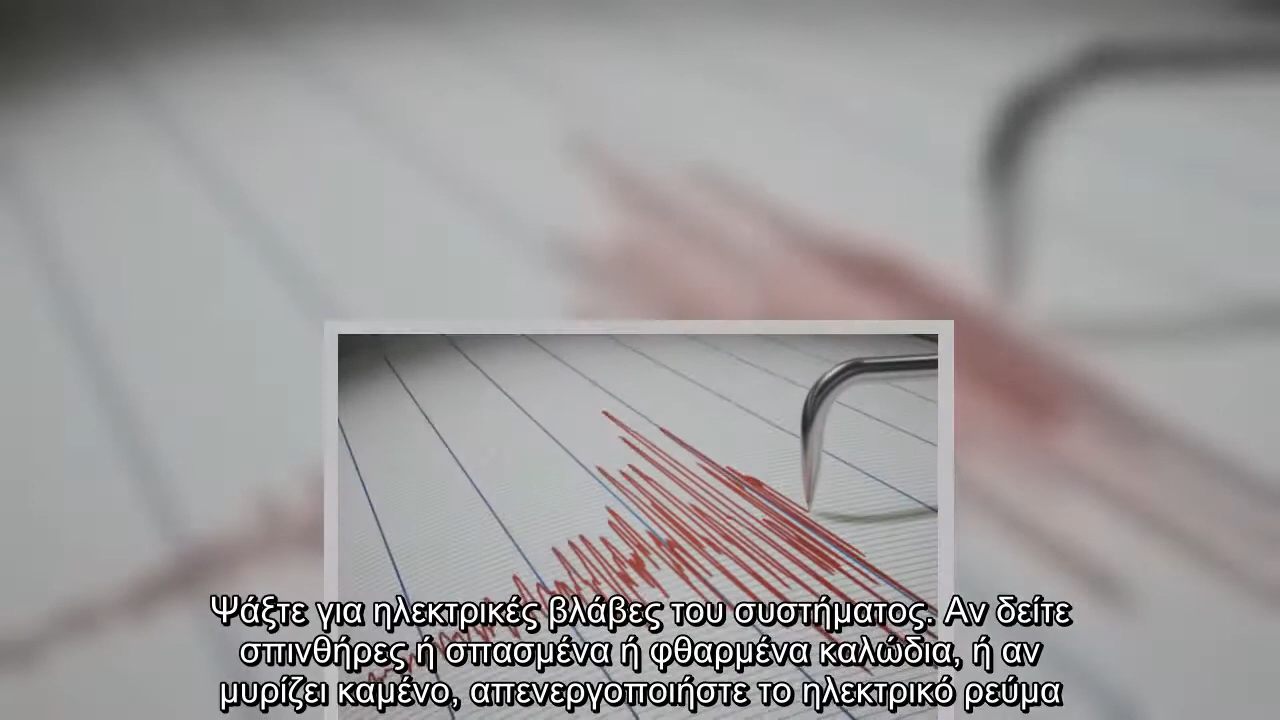 Ψάξτε για ηλεκτρικές βλάβες του συστήματος. Αν δείτε
σπινθήρες ή σπασμένα ή φθαρμένα καλώδια, ή αν
μυρίζει καμένο, απενεργοποιήστε το ηλεκτρικό ρεύμα